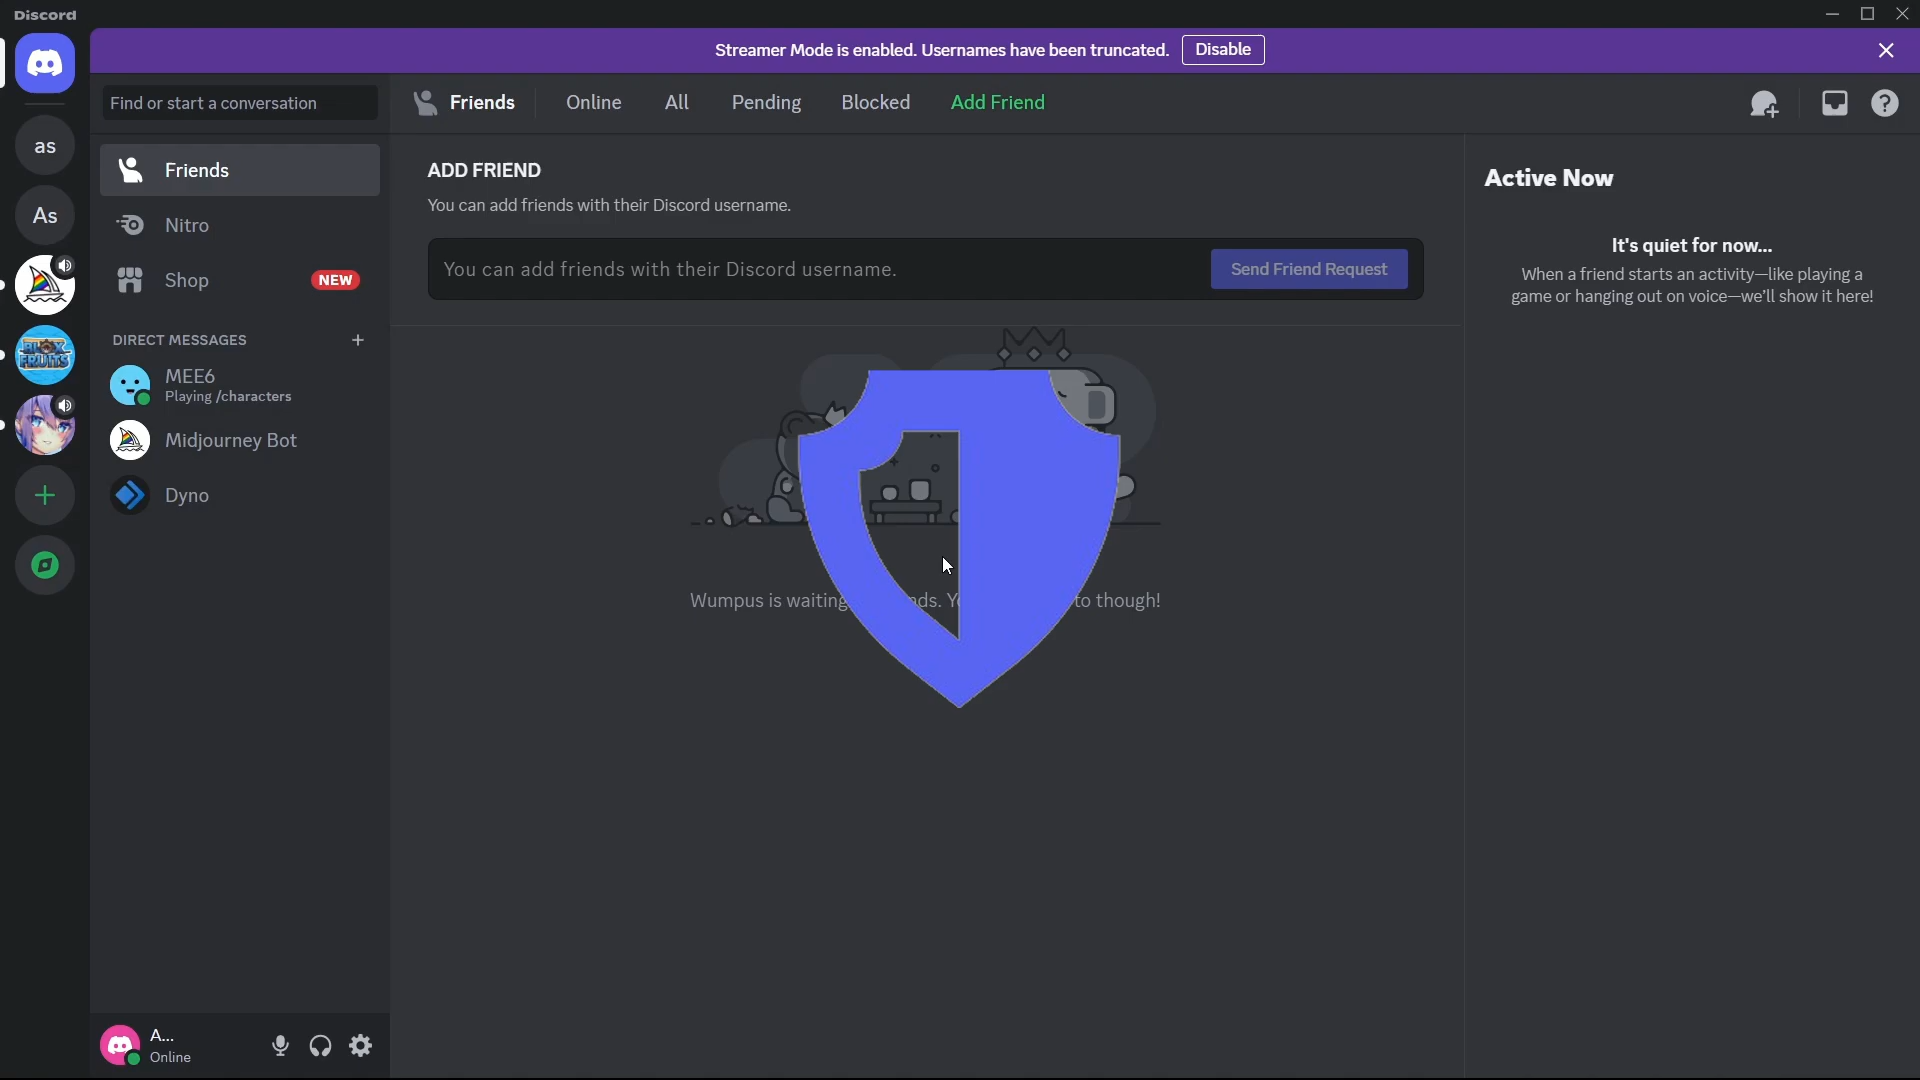 Discord
Streamer Mode is enabled. Usernames have been truncated. Disable
Find or start a conversation
Friends Online All Pending Blocked Add Friend
as
As
Friends
Nitro
Shop NEW
DIRECT MESSAGES
MEE6
Playing /characters
Midjourney Bot
Dyno
BLOX
FRUITS
A...
Online
ADD FRIEND
You can add friends with their Discord username.
You can add friends with their Discord username. Send Friend Request
Wumpus is waiting to though!
Active Now
It's quiet for now...
When a friend starts an activity—like playing a
game or hanging out on voice—we'll show it here!